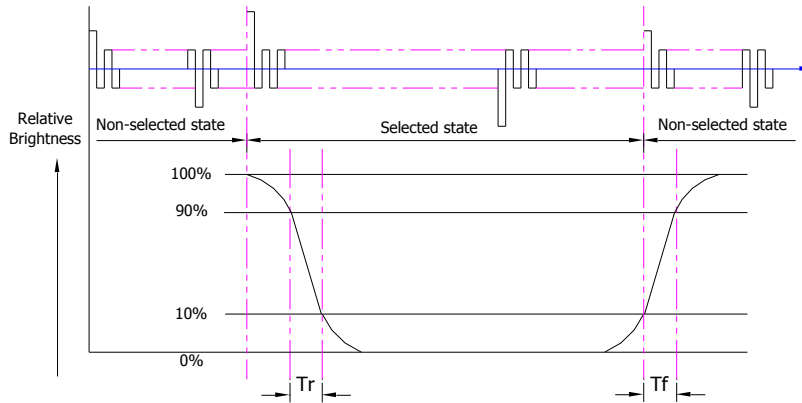 Relative
Brightness
Non-selected state
Selected state
Non-selected state
100%
90%
10%
0%
Tr
Tf